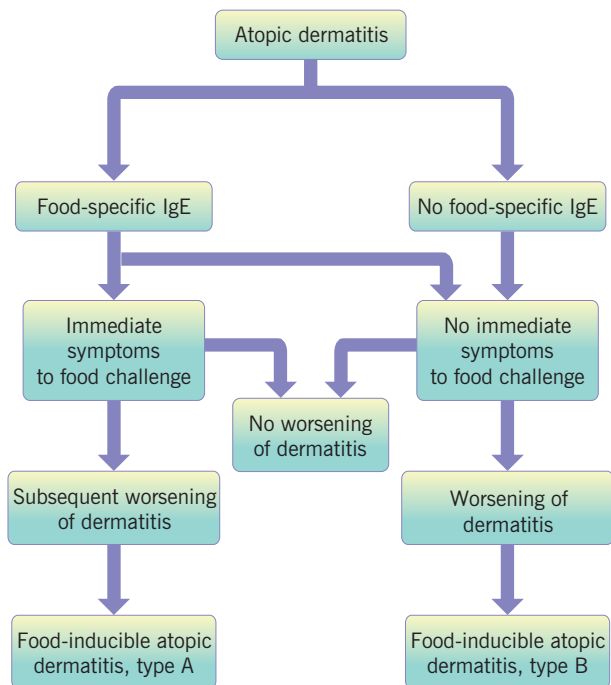 Atopic dermatitis
Food-specific IgE
No food-specific IgE
Immediate
symptoms
to food challenge
No immediate
symptoms
to food challenge
No worsening
of dermatitis
Subsequent worsening
of dermatitis
Worsening of
dermatitis
Food-inducible atopic
dermatitis, type A
Food-inducible atopic
dermatitis, type B